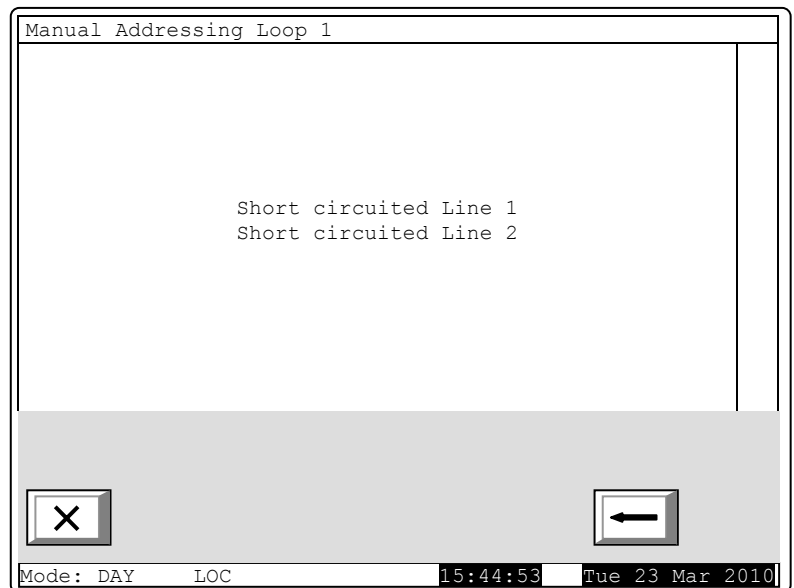 Manual Addressing Loop 1
Short circuited Line 1
Short circuited Line 2
Mode: DAY LOC 15:44:53 Tue 23 Mar 2010